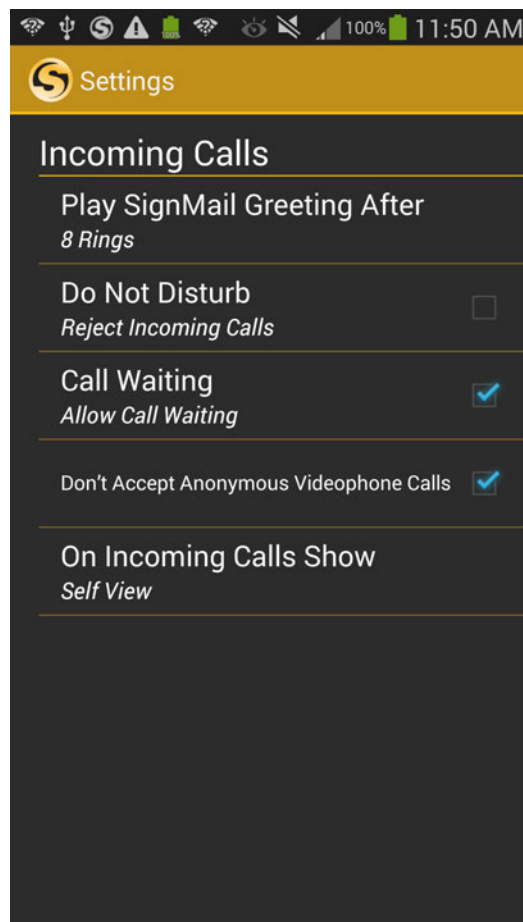 100% 11:50 AM
Settings
Incoming Calls
Play SignMail Greeting After
8 Rings
Do Not Disturb
Reject Incoming Calls
Call Waiting
Allow Call Waiting
Don't Accept Anonymous Videophone Calls
On Incoming Calls Show
Self View